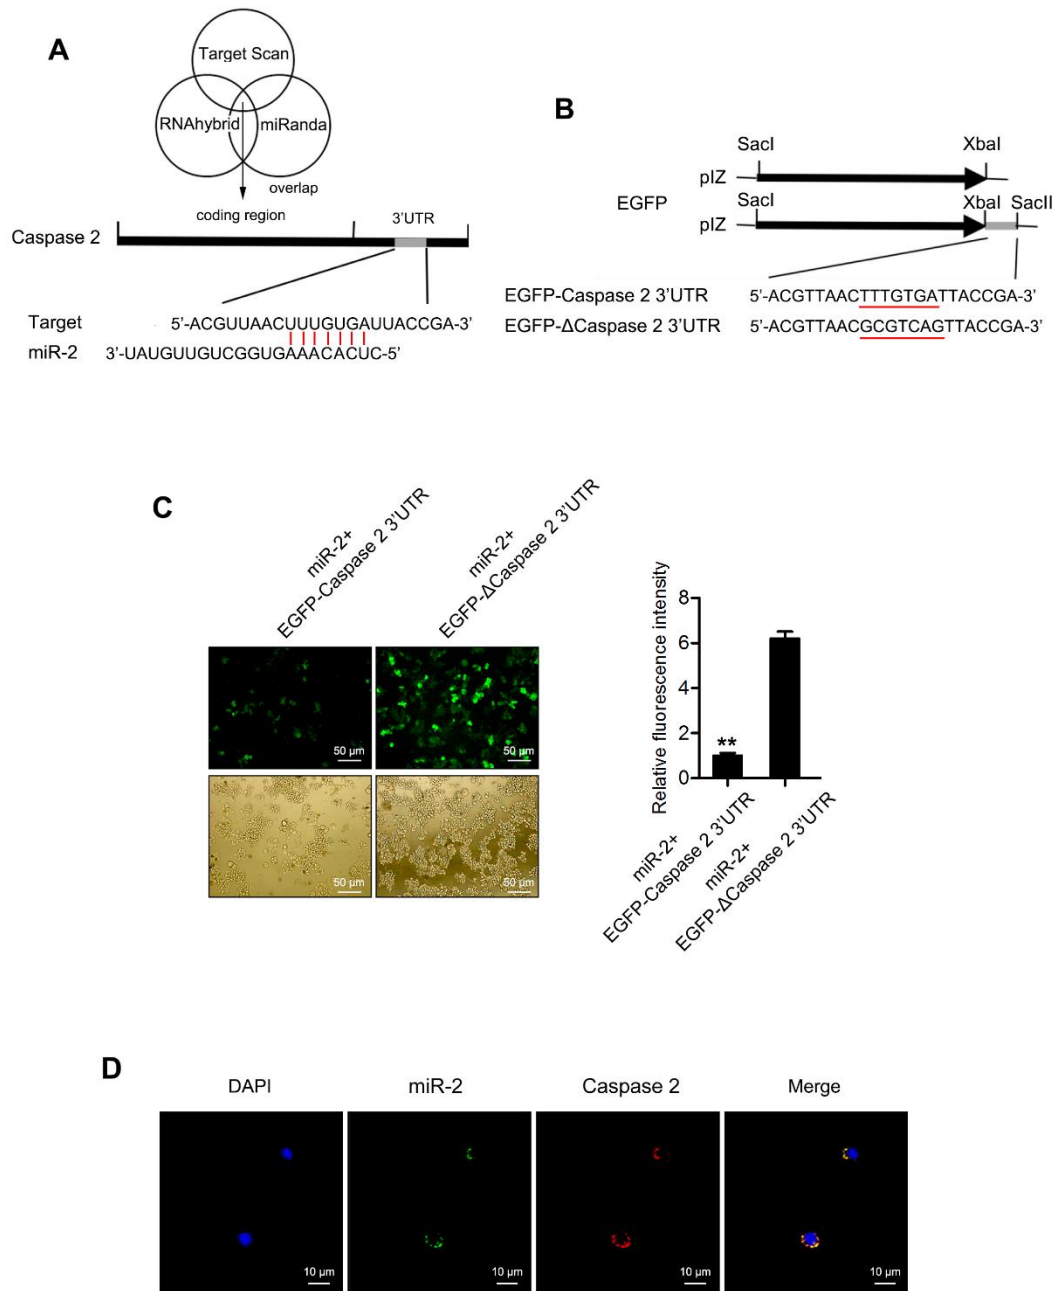 A
Target Scan
RNAhybrid
miRanda
overlap
coding region
3'UTR
Caspase 2
Target
5'-ACGUUAACUUUGUGAUUACCGA-3'
miR-2
3'-UAUGUUGUCGGUGAAACACUC-5'
B
SacI
XbaI
pIZ
EGFP
SacI
XbaI
SacII
pIZ
EGFP-Caspase 2 3'UTR
5'-ACGTTAACTTTGTGATTACCGA-3'
EGFP-ΔCaspase 2 3'UTR
5'-ACGTTAACGCGTCAGTTACCGA-3'
C
miR-2+
EGFP-Caspase 2 3'UTR
miR-2+
EGFP-ΔCaspase 2 3'UTR
50 µm
50 µm
50 µm
50 µm
Relative fluorescence intensity
8
6
4
2
0
**
miR-2+
EGFP-Caspase 2 3'UTR
miR-2+
EGFP-ΔCaspase 2 3'UTR
D
DAPI
miR-2
Caspase 2
Merge
10 µm
10 µm
10 µm
10 µm